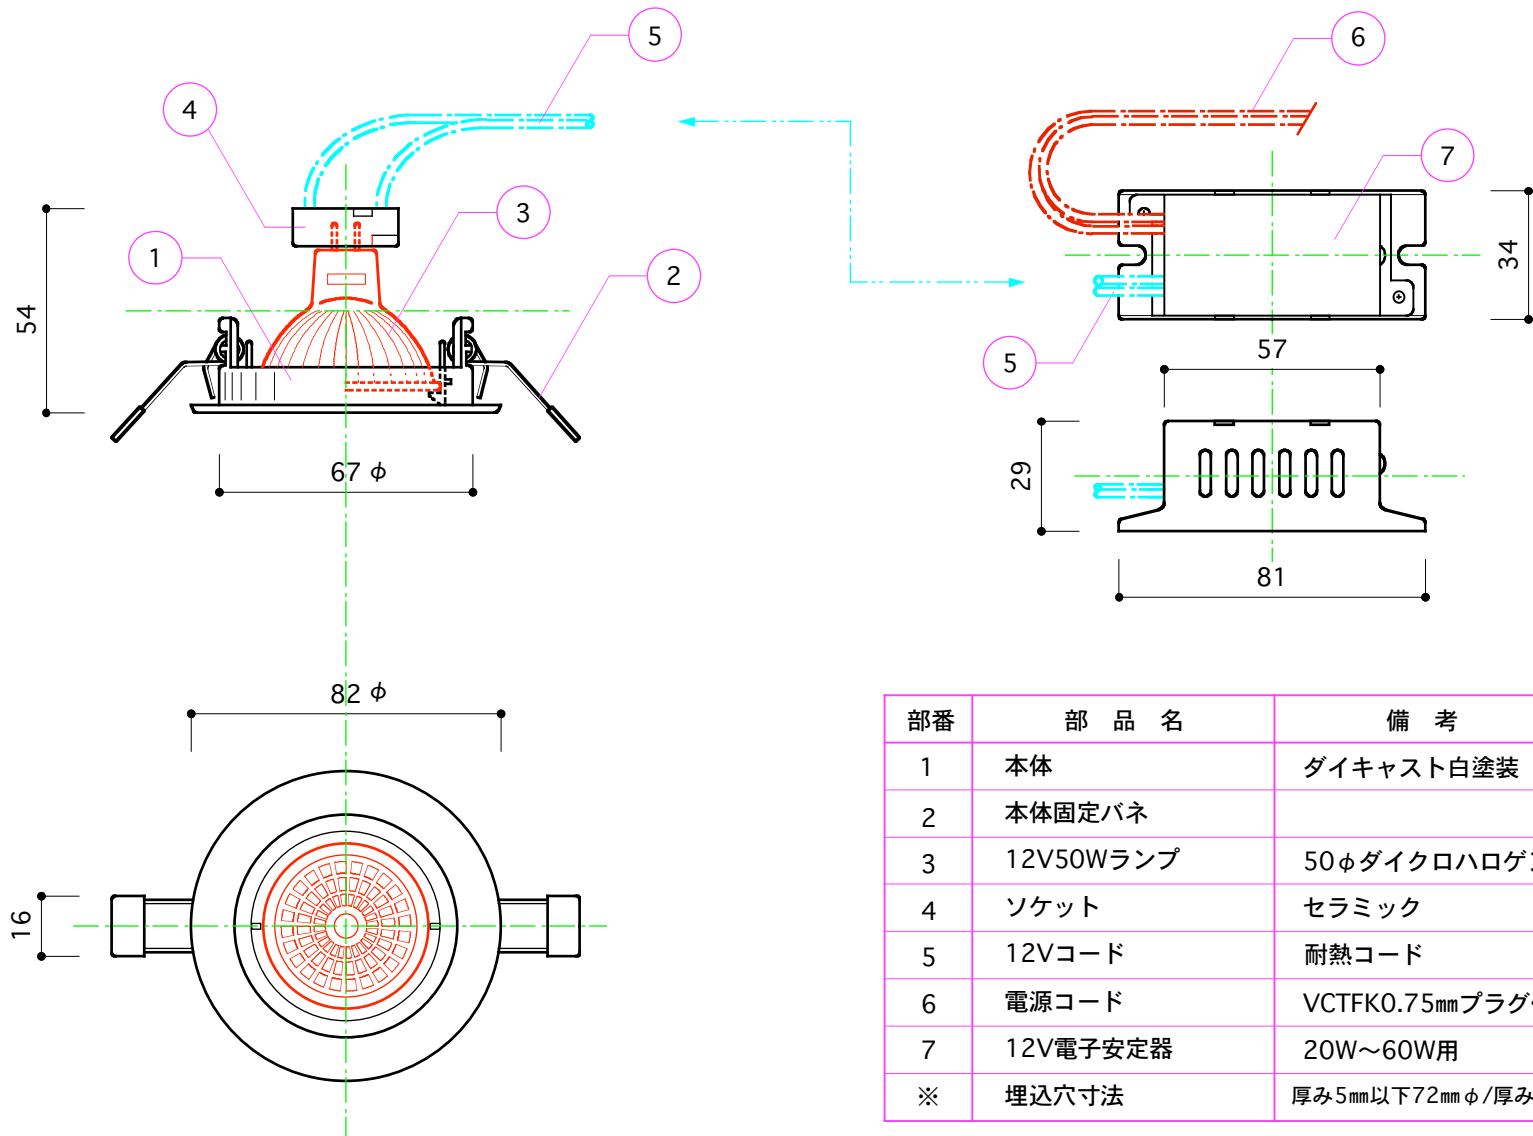 5
6
4
7
3
1
2
54
34
5
57
67 φ
29
81
82 φ
16
部番 部 品 名 備 考
1 本体 ダイキャスト白塗装
2 本体固定バネ
3 12V50Wランプ 50φダイクロハロゲン
4 ソケット セラミック
5 12Vコード 耐熱コード
6 電源コード VCTFK0.75㎜プラグ
7 12V電子安定器 20W～60W用
※ 埋込穴寸法 厚み5㎜以下72㎜φ/厚み